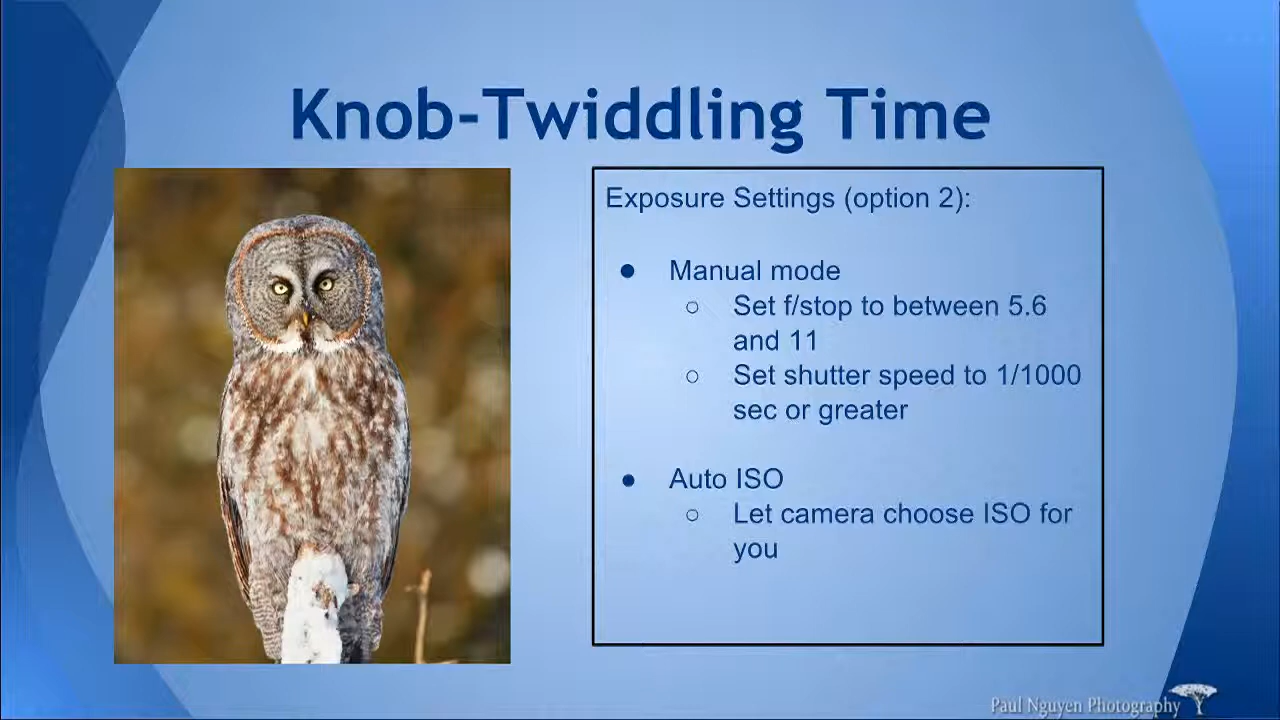 Knob-Twiddling Time
Exposure Settings (option 2):
● Manual mode
○ Set f/stop to between 5.6
and 11
○ Set shutter speed to 1/1000
sec or greater
● Auto ISO
○ Let camera choose ISO for
you
Paul Nguyen Photography